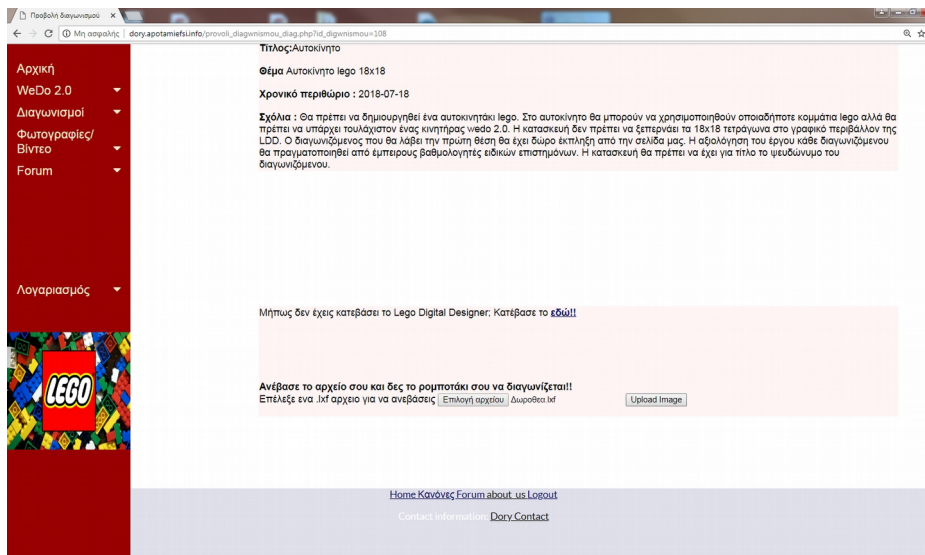 Προβολή διαγωνισμού
Μη ασφαλής | dory.apotamiefsi.info/provoli_diagwnismou_diag.php?id_digwnismou=108
Τίτλος:Αυτοκίνητο
Αρχική
Θέμα Αυτοκίνητο lego 18x18
WeDo 2.0
Χρονικό περιθώριο : 2018-07-18
Διαγωνισμοί
Φωτογραφίες/
Βίντεο
Forum
Σχόλια : Θα πρέπει να δημιουργηθεί ένα αυτοκινητάκι lego. Στο αυτοκίνητο θα μπορούν να χρησιμοποιηθούν οποιαδήποτε κομμάτια lego αλλά θα
πρέπει να υπάρχει τουλάχιστον ένας κινητήρας wedo 2.0. Η κατασκευή δεν πρέπει να ξεπερνάει τα 18x18 τετράγωνα στο γραφικό περιβάλλον της
LDD. Ο διαγωνιζόμενος που θα λάβει την πρώτη θέση θα έχει δώρο έκπληξη από την σελίδα μας. Η αξιολόγηση του έργου κάθε διαγωνιζόμενου
θα πραγματοποιηθεί από έμπειρους βαθμολογητές ειδικών επιστημόνων. Η κατασκευή θα πρέπει να έχει για τίτλο το ψευδώνυμο του
διαγωνιζόμενου.
Λογαριασμός
Μήπως δεν έχεις κατεβάσει το Lego Digital Designer; Κατέβασε το εδώ!!
LEGO
Ανέβασε το αρχείο σου και δες το ρομποτάκι σου να διαγωνίζεται!!
Επέλεξε ενα .lxf αρχειο για να ανεβάσεις Επιλογή αρχείου Δωροθεα.lxf Upload Image
Home Κανόνες Forum about us Logout
Contact information: Dory Contact